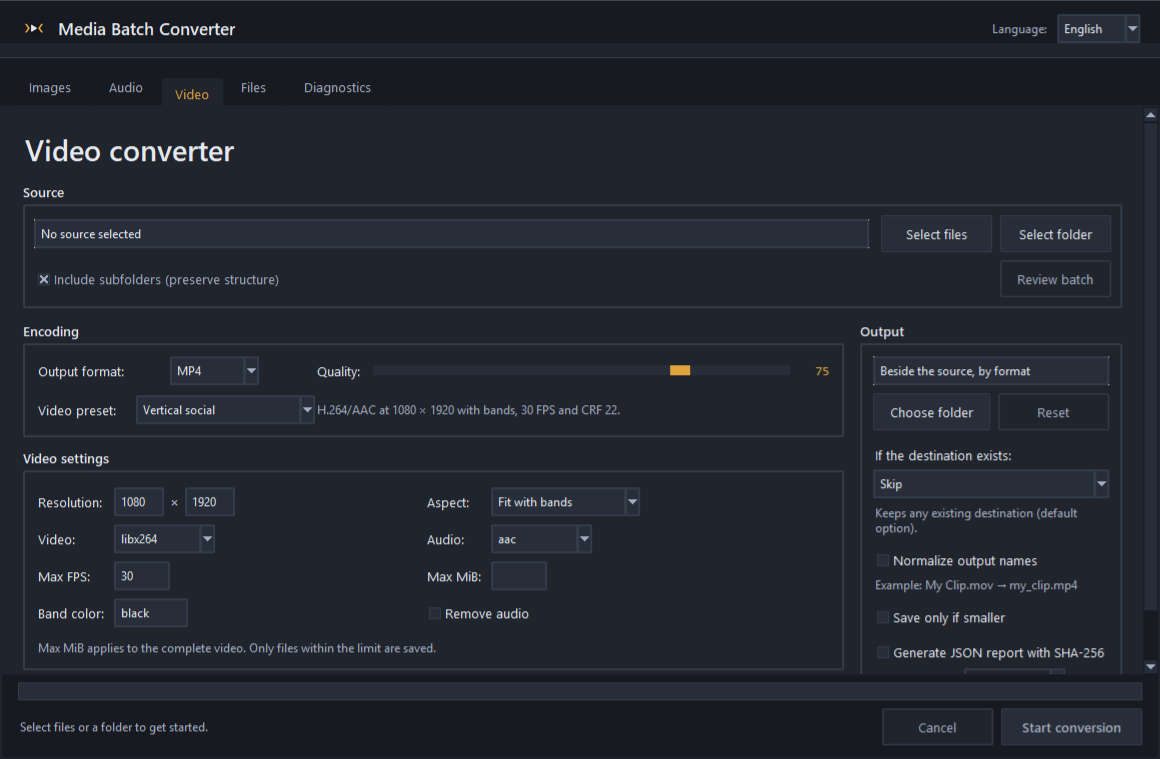 Media Batch Converter
Language: English
Images Audio Video Files Diagnostics
Video converter
Source
No source selected
Select files
Select folder
Include subfolders (preserve structure)
Review batch
Encoding
Output format: MP4
Quality: 75
Video preset: Vertical social
H.264/AAC at 1080 × 1920 with bands, 30 FPS and CRF 22.
Video settings
Resolution: 1080 × 1920
Aspect: Fit with bands
Video: libx264
Audio: aac
Max FPS: 30
Max MiB:
Band color: black
Remove audio
Max MiB applies to the complete video. Only files within the limit are saved.
Output
Beside the source, by format
Choose folder
Reset
If the destination exists:
Skip
Keeps any existing destination (default
option).
Normalize output names
Example: My Clip.mov → my_clip.mp4
Save only if smaller
Generate JSON report with SHA-256
Select files or a folder to get started.
Cancel
Start conversion